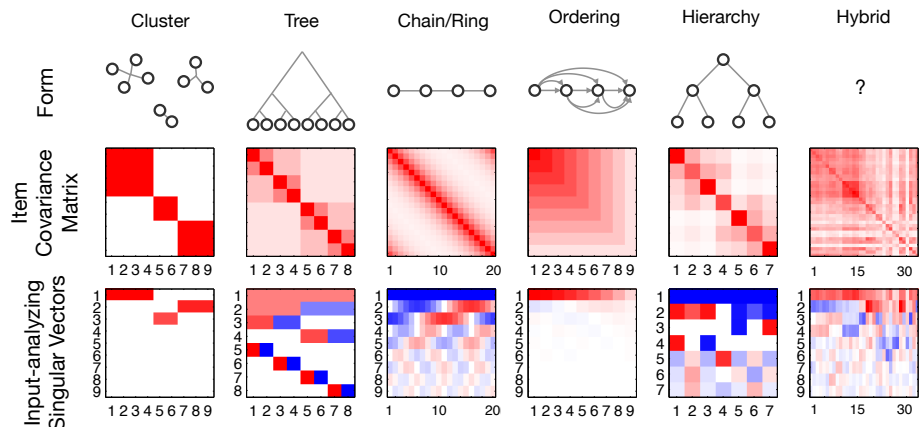 Cluster Tree Chain/Ring Ordering Hierarchy Hybrid
Form
?
Item
Covariance
Matrix
1 2 3 4 5 6 7 8 9
1 2 3 4 5 6 7 8
1 10 20
1 2 3 4 5 6 7 8 9
1 2 3 4 5 6 7
1 15 30
Input-analyzing
Singular Vectors
1
2
3
4
5
6
7
8
9
1 2 3 4 5 6 7 8 9
1
2
3
4
5
6
7
8
1 2 3 4 5 6 7 8
1
2
3
4
5
6
7
8
9
1 10 20
1
2
3
4
5
6
7
8
9
1 2 3 4 5 6 7 8 9
1
2
3
4
5
6
7
1 2 3 4 5 6 7
1
2
3
4
5
6
7
8
9
1 15 30